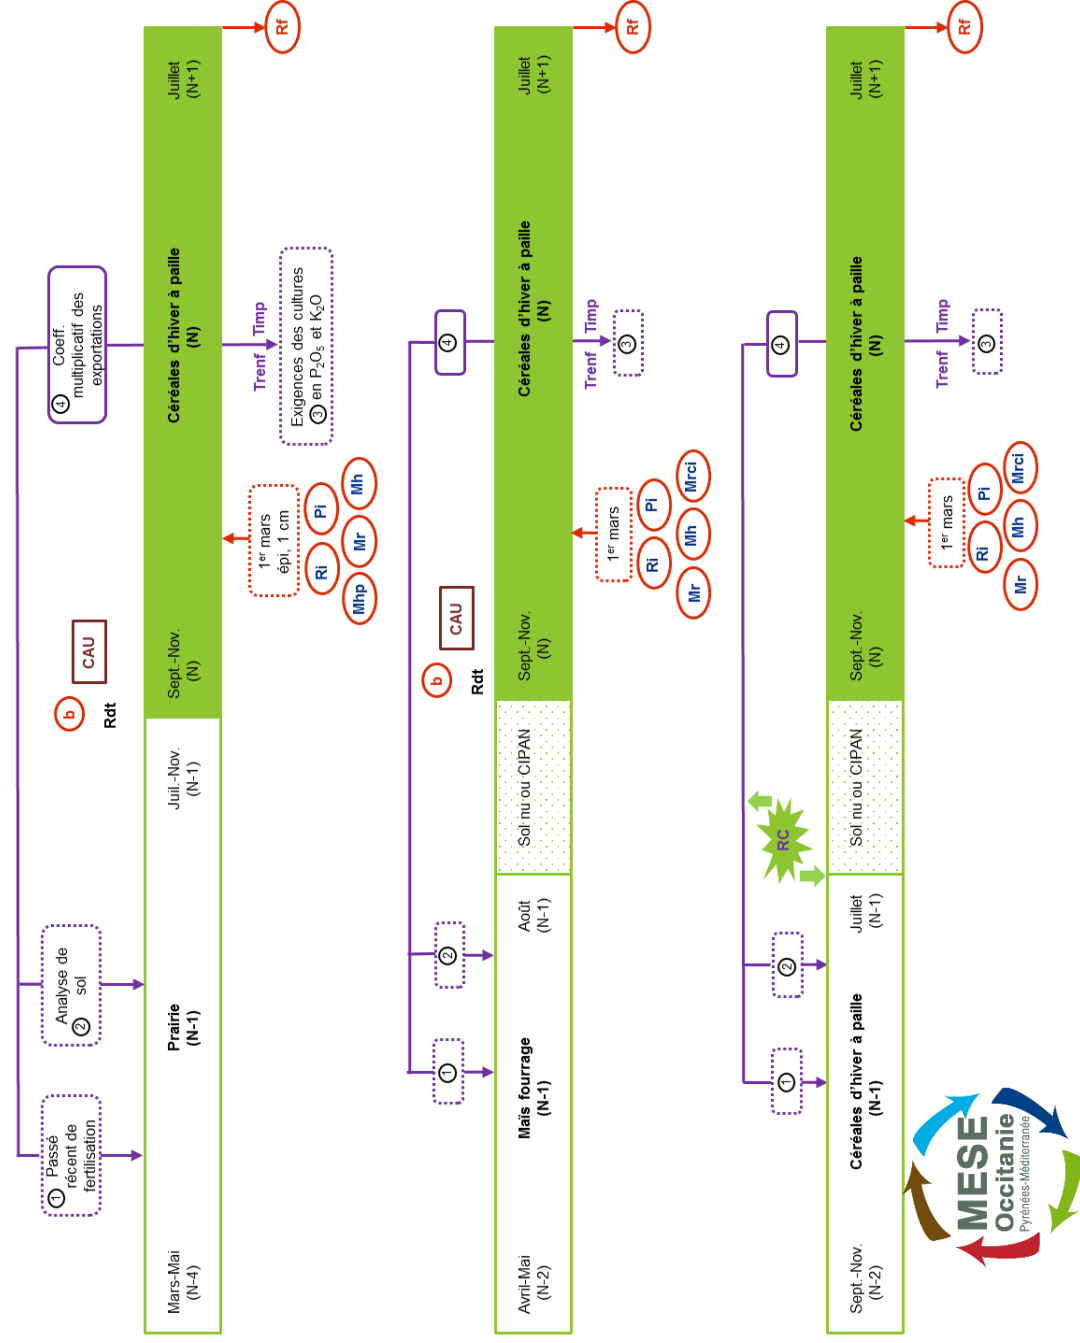 1 Passé
récent de
fertilisation
Analyse de
sol
2
4 Coeff.
multiplicatif des
exportations
b
Rdt
CAU
Mars-Mai
(N-4)
Prairie
(N-1)
Juil.-Nov.
(N-1)
Sept.-Nov.
(N)
Céréales d'hiver à paille
(N)
Juillet
(N+1)
1er mars
épi, 1 cm
Ri
Pi
Mhp
Mr
Mh
Trenf
Timp
Exigences des cultures
3 en P2O5 et K2O
Rf
1
2
4
b
Rdt
CAU
Avril-Mai
(N-2)
Maïs fourrage
(N-1)
Août
(N-1)
Sol nu ou CIPAN
Sept.-Nov.
(N)
Céréales d'hiver à paille
(N)
Juillet
(N+1)
1er mars
Ri
Pi
Mr
Mh
Mrci
Trenf
Timp
3
Rf
1
2
RC
4
Sept.-Nov.
(N-2)
Céréales d'hiver à paille
(N-1)
Juillet
(N-1)
Sol nu ou CIPAN
Sept.-Nov.
(N)
Céréales d'hiver à paille
(N)
Juillet
(N+1)
1er mars
Ri
Pi
Mr
Mh
Mrci
Trenf
Timp
3
Rf
MESE
Occitanie
Pyrénées-Méditerranée